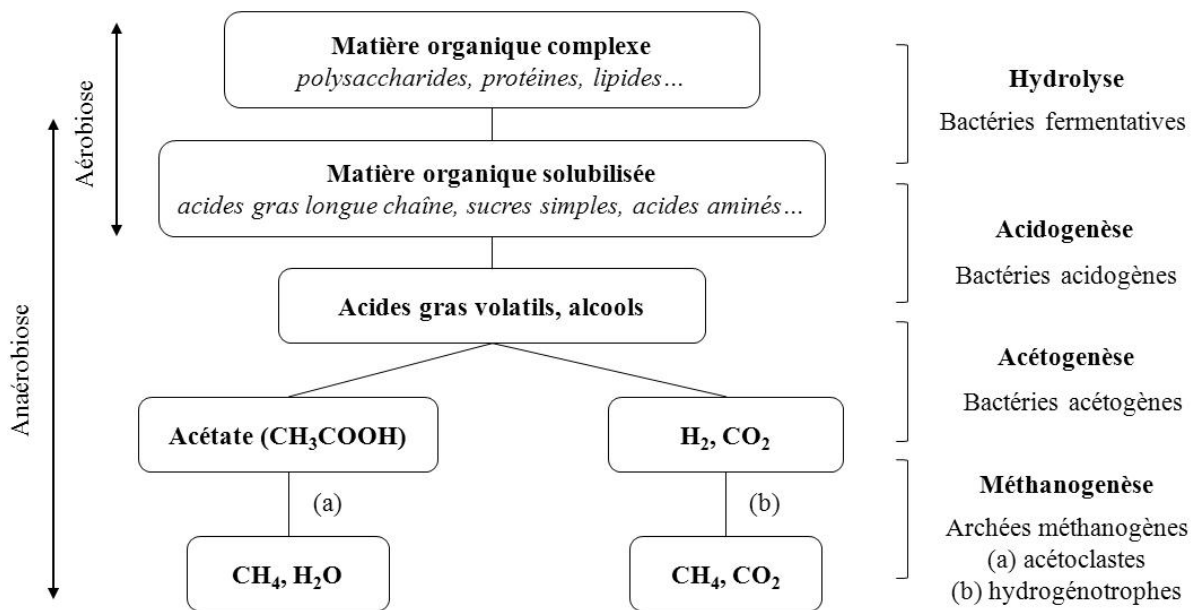 Matière organique complexe
polysaccharides, protéines, lipides…
Matière organique solubilisée
acides gras longue chaîne, sucres simples, acides aminés…
Acides gras volatils, alcools
Acétate (CH₃COOH)
H₂, CO₂
(a)
(b)
CH₄, H₂O
CH₄, CO₂
Aérobiose
Anaérobiose
Hydrolyse
Bactéries fermentatives
Acidogenèse
Bactéries acidogènes
Acétogenèse
Bactéries acétogènes
Méthanogenèse
Archées méthanogènes
(a) acétoclastes
(b) hydrogénotrophes